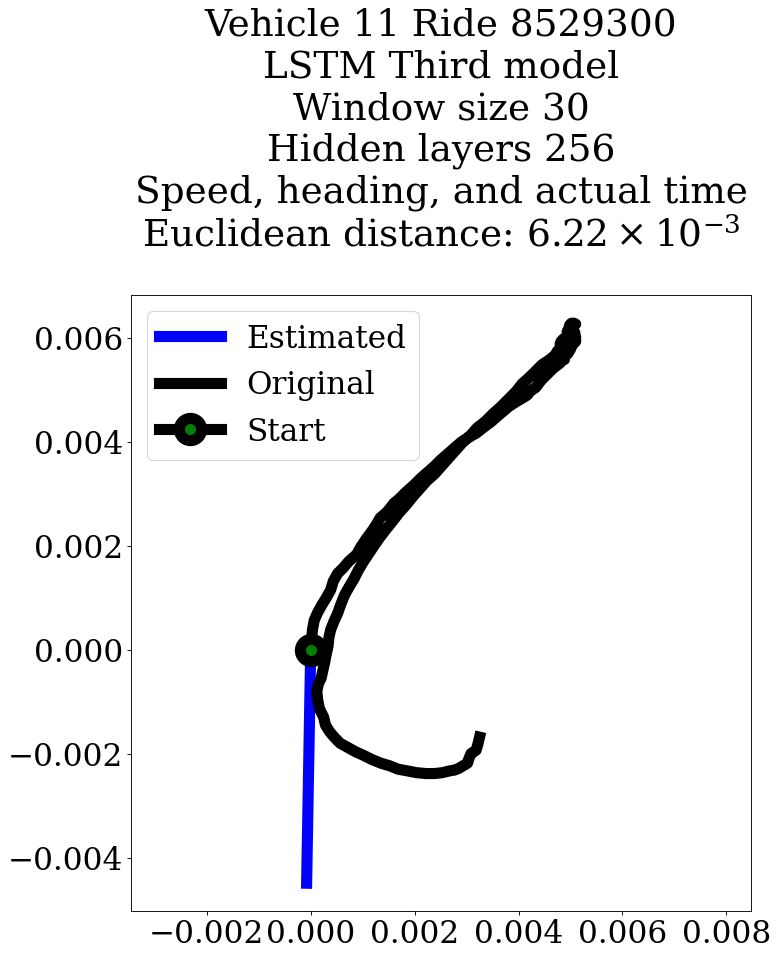 Vehicle 11 Ride 8529300
LSTM Third model
Window size 30
Hidden layers 256
Speed, heading, and actual time
Euclidean distance: 6.22 × 10⁻³
Estimated
Original
Start
0.006
0.004
0.002
0.000
−0.002
−0.004
−0.002 0.000 0.002 0.004 0.006 0.008